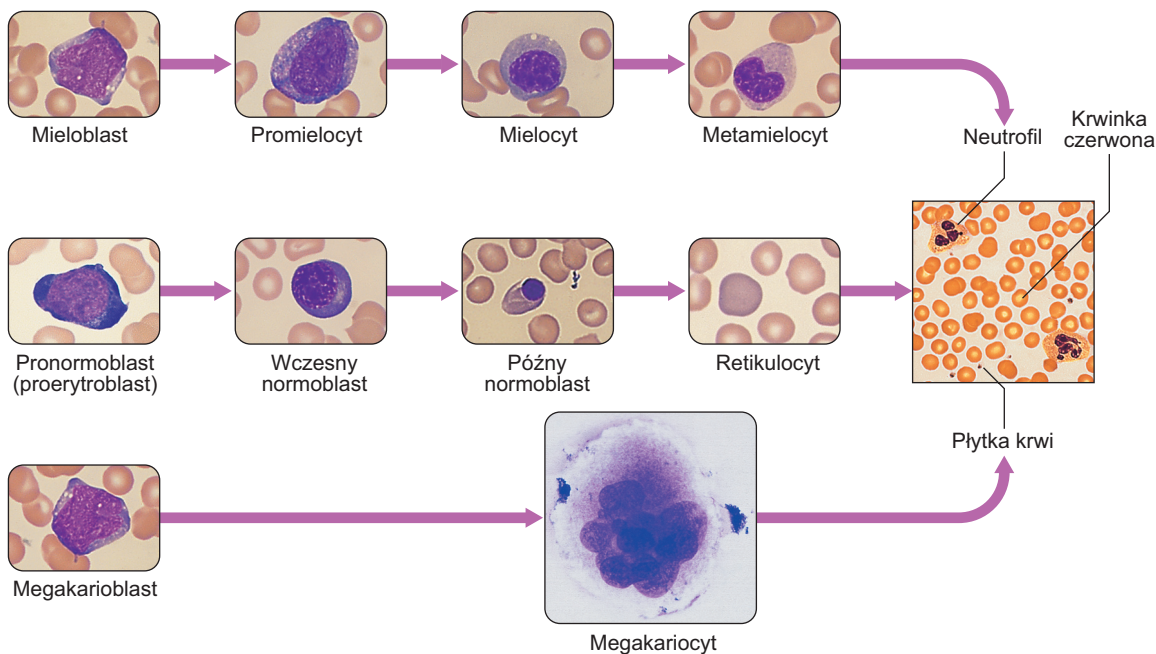 Mieloblast
Promielocyt
Mielocyt
Metamielocyt
Neutrofil
Krwinka
czerwona
Pronormoblast
(proerytroblast)
Wczesny
normoblast
Późny
normoblast
Retikulocyt
Płytka krwi
Megakarioblast
Megakariocyt